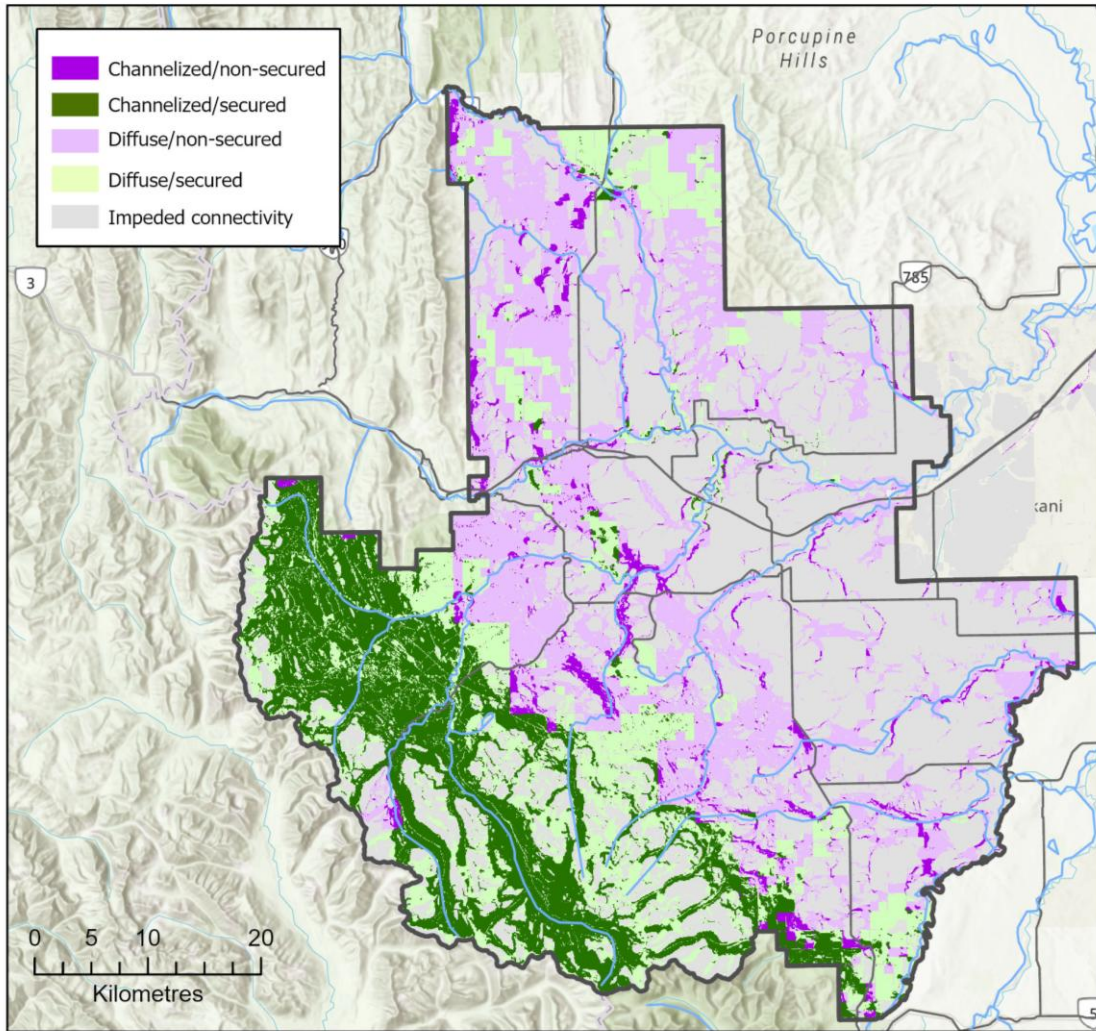 Porcupine
Hills
Channelized/non-secured
Channelized/secured
Diffuse/non-secured
Diffuse/secured
Impeded connectivity
3
785
kani
0 5 10 20
Kilometres
5